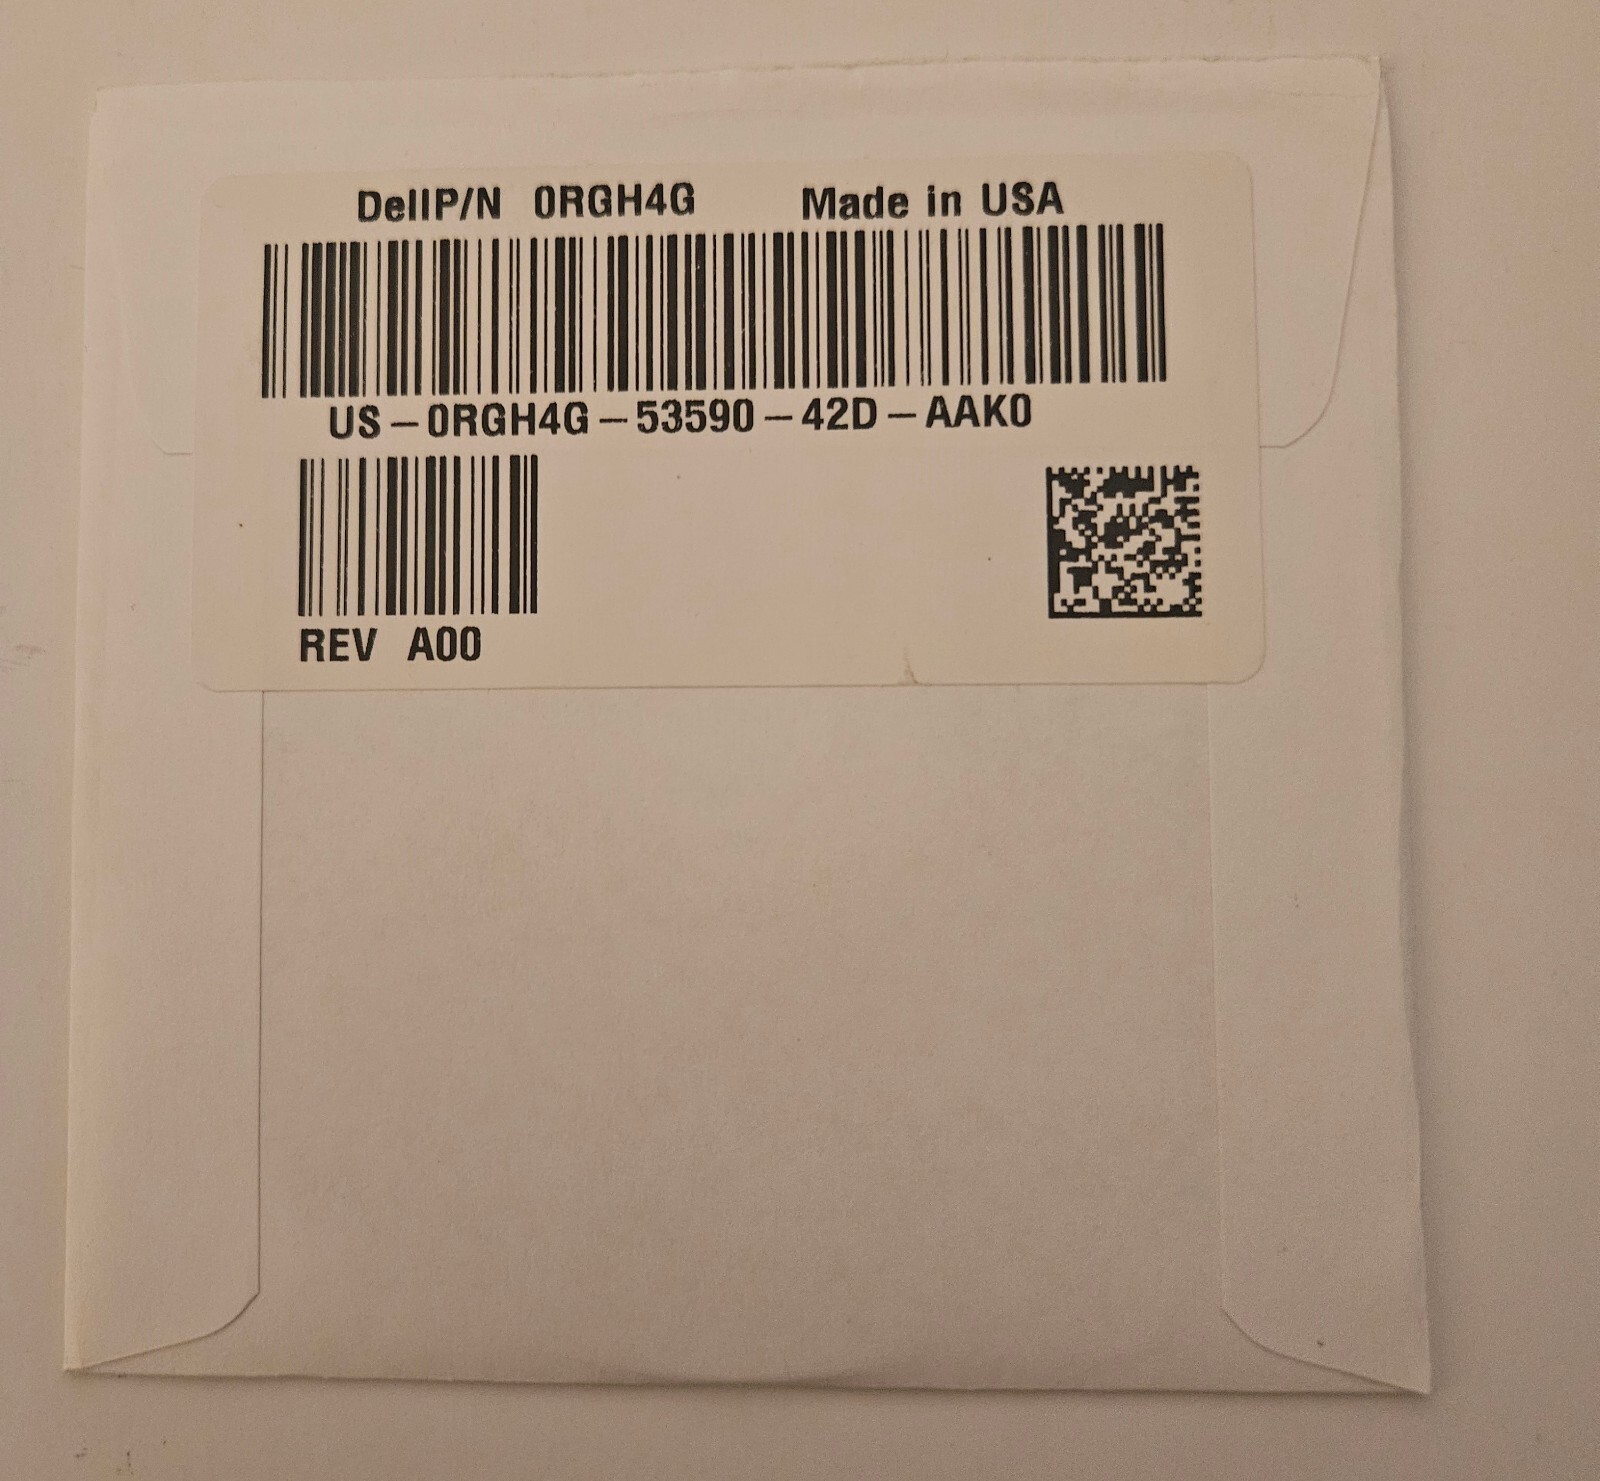 DellP/N 0RGH4G Made in USA
US-0RGH4G-53590-42D-AAK0
REV A00